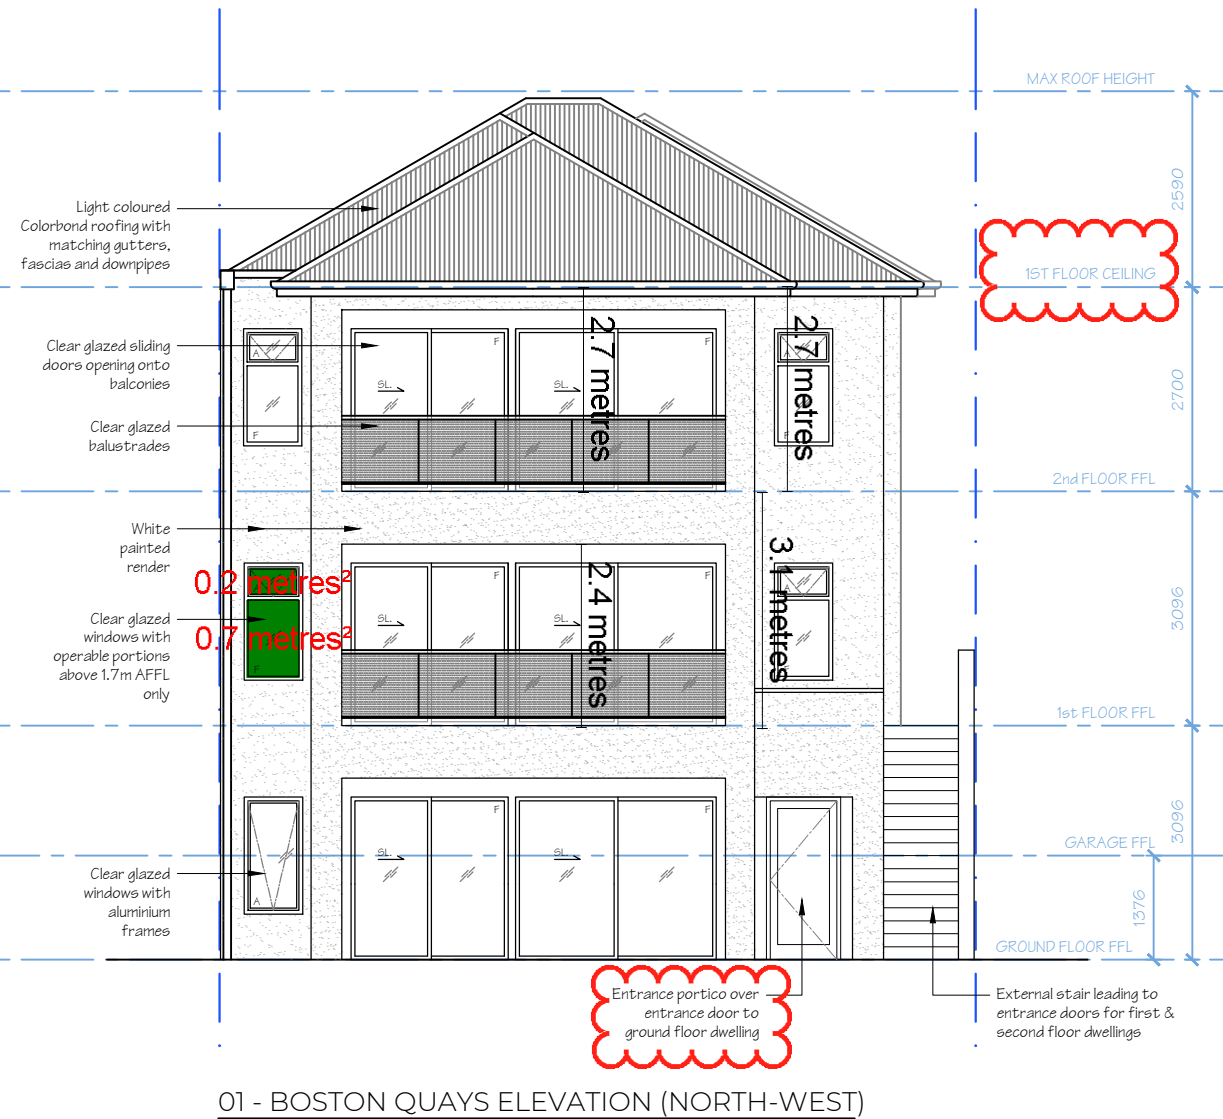 MAX ROOF HEIGHT
2590
Light coloured
Colorbond roofing with
matching gutters,
fascias and downpipes
1ST FLOOR CEILING
Clear glazed sliding
doors opening onto
balconies
A
F
SL.
F
SL.
F
2.7 metres
2.7 metres
A
F
2700
Clear glazed
balustrades
2nd FLOOR FFL
White
painted
render
0.2 metres²
0.7 metres²
F
SL.
F
SL.
F
2.4 metres
3.1 metres
A
F
3096
Clear glazed
windows with
operable portions
above 1.7m AFFL
only
1st FLOOR FFL
F
SL.
F
SL.
3096
GARAGE FFL
Clear glazed
windows with
aluminium
frames
A
1376
GROUND FLOOR FFL
Entrance portico over
entrance door to
ground floor dwelling
External stair leading to
entrance doors for first &
second floor dwellings
01 - BOSTON QUAYS ELEVATION (NORTH-WEST)